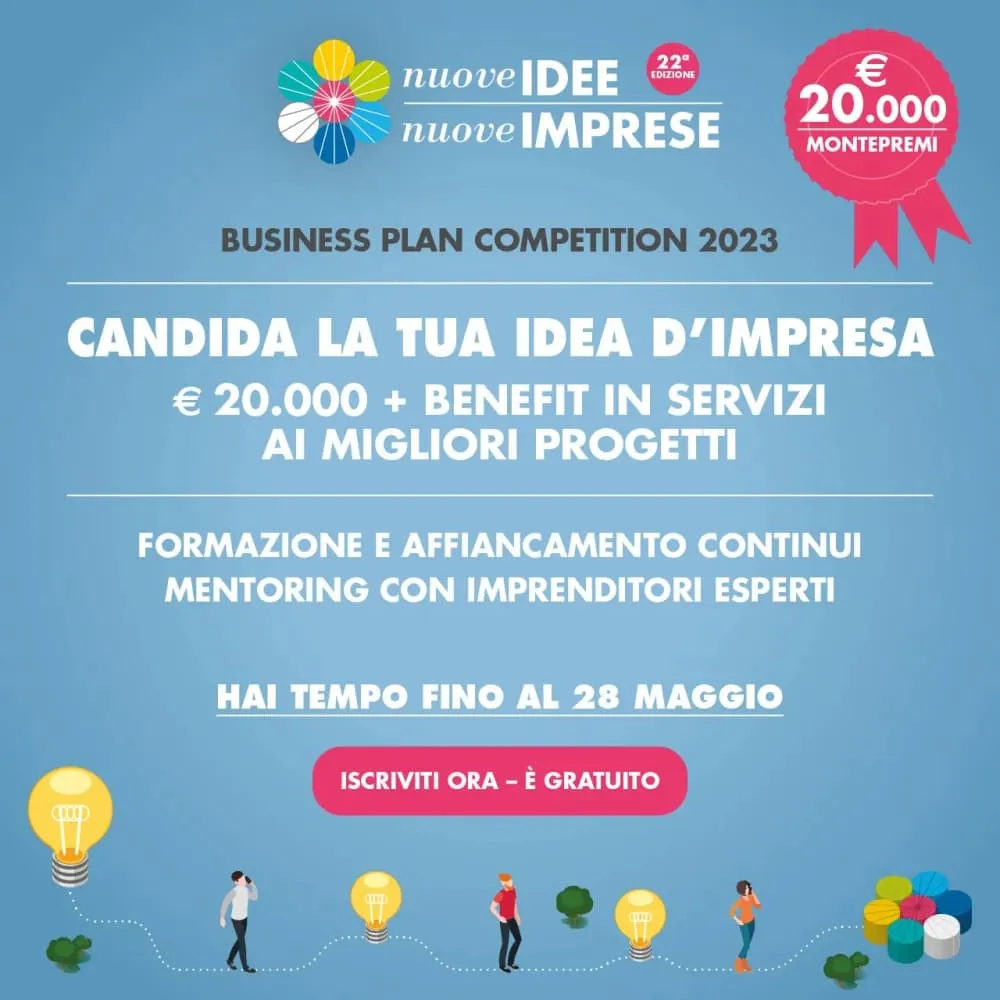 nuove IDEE
nuove IMPRESE
22ª
EDIZIONE
€
20.000
MONTEPREMI
BUSINESS PLAN COMPETITION 2023
CANDIDA LA TUA IDEA D’IMPRESA
€ 20.000 + BENEFIT IN SERVIZI
AI MIGLIORI PROGETTI
FORMAZIONE E AFFIANCAMENTO CONTINUI
MENTORING CON IMPRENDITORI ESPERTI
HAI TEMPO FINO AL 28 MAGGIO
ISCRIVITI ORA – È GRATUITO